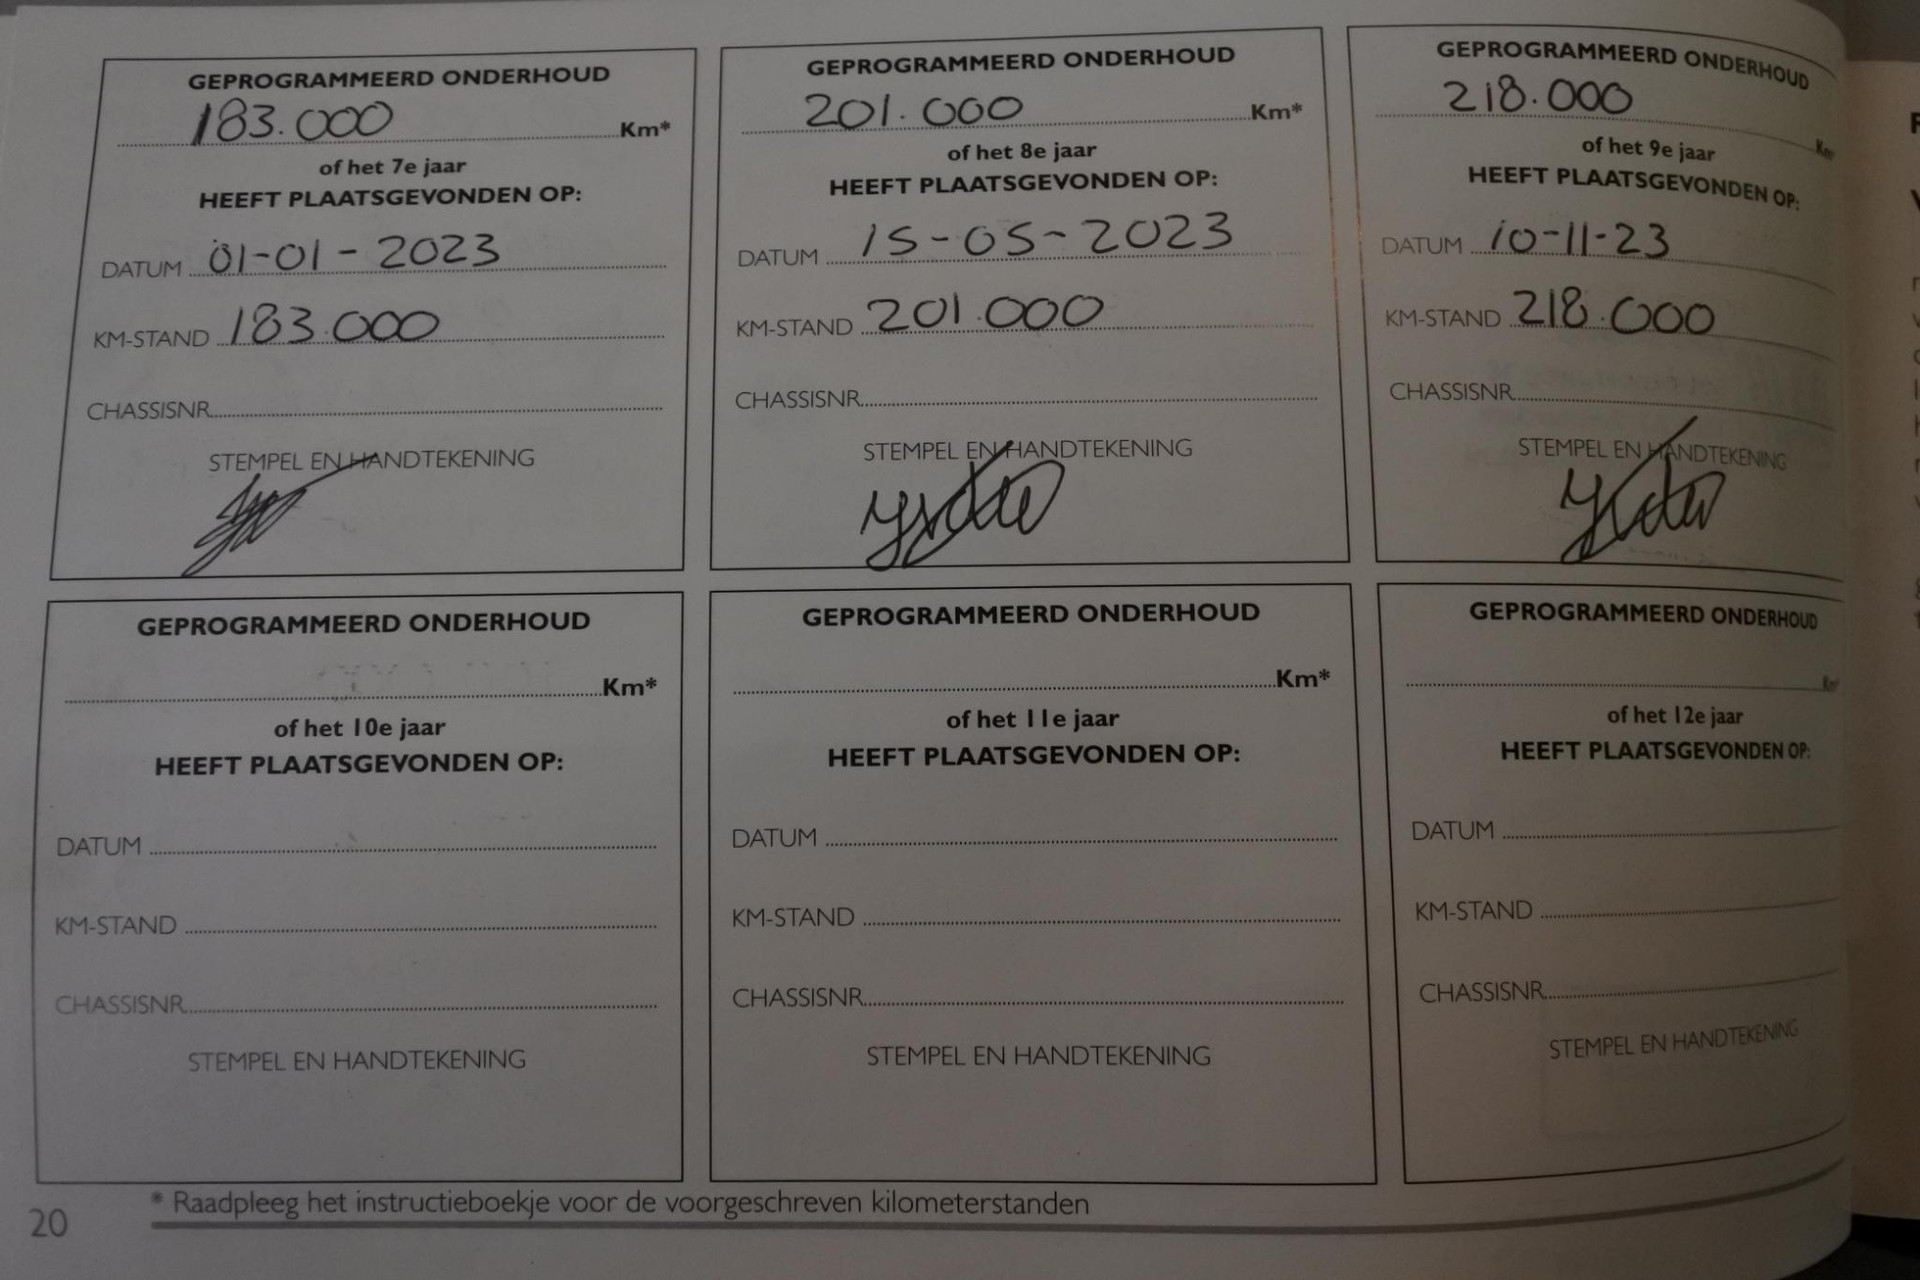 GEPROGRAMMEERD ONDERHOUD
183.000 Km*
of het 7e jaar
HEEFT PLAATSGEVONDEN OP:
DATUM 01-01-2023
KM-STAND 183.000
CHASSISNR.
STEMPEL EN HANDTEKENING
GEPROGRAMMEERD ONDERHOUD
201.000 Km*
of het 8e jaar
HEEFT PLAATSGEVONDEN OP:
DATUM 15-05-2023
KM-STAND 201.000
CHASSISNR.
STEMPEL EN HANDTEKENING
GEPROGRAMMEERD ONDERHOUD
218.000 Km*
of het 9e jaar
HEEFT PLAATSGEVONDEN OP:
DATUM 10-11-23
KM-STAND 218.000
CHASSISNR.
STEMPEL EN HANDTEKENING
GEPROGRAMMEERD ONDERHOUD
Km*
of het 10e jaar
HEEFT PLAATSGEVONDEN OP:
DATUM
KM-STAND
CHASSISNR.
STEMPEL EN HANDTEKENING
GEPROGRAMMEERD ONDERHOUD
Km*
of het 11e jaar
HEEFT PLAATSGEVONDEN OP:
DATUM
KM-STAND
CHASSISNR.
STEMPEL EN HANDTEKENING
GEPROGRAMMEERD ONDERHOUD
Km*
of het 12e jaar
HEEFT PLAATSGEVONDEN OP:
DATUM
KM-STAND
CHASSISNR.
STEMPEL EN HANDTEKENING
* Raadpleeg het instructieboekje voor de voorgeschreven kilometerstanden
20